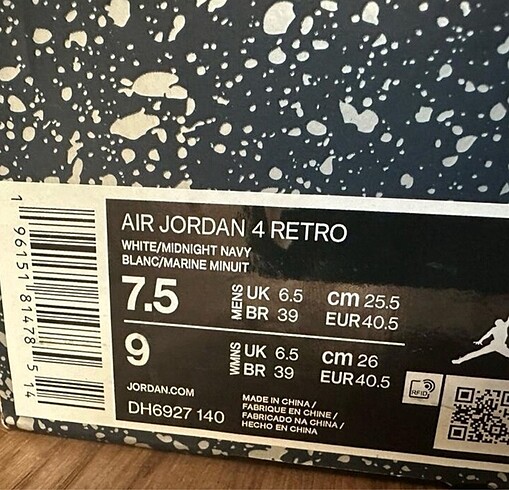 AIR JORDAN 4 RETRO
WHITE/MIDNIGHT NAVY
BLANC/MARINE MINUIT
7.5 MENS UK 6.5 cm 25.5
BR 39 EUR 40.5
9 WMNS UK 6.5 cm 26
BR 39 EUR 40.5
JORDAN.COM
DH6927 140
MADE IN CHINA /
FABRIQUE EN CHINE /
FABRICADO NA CHINA /
HECHO EN CHINA
RFID
1 96151 81478 5 14